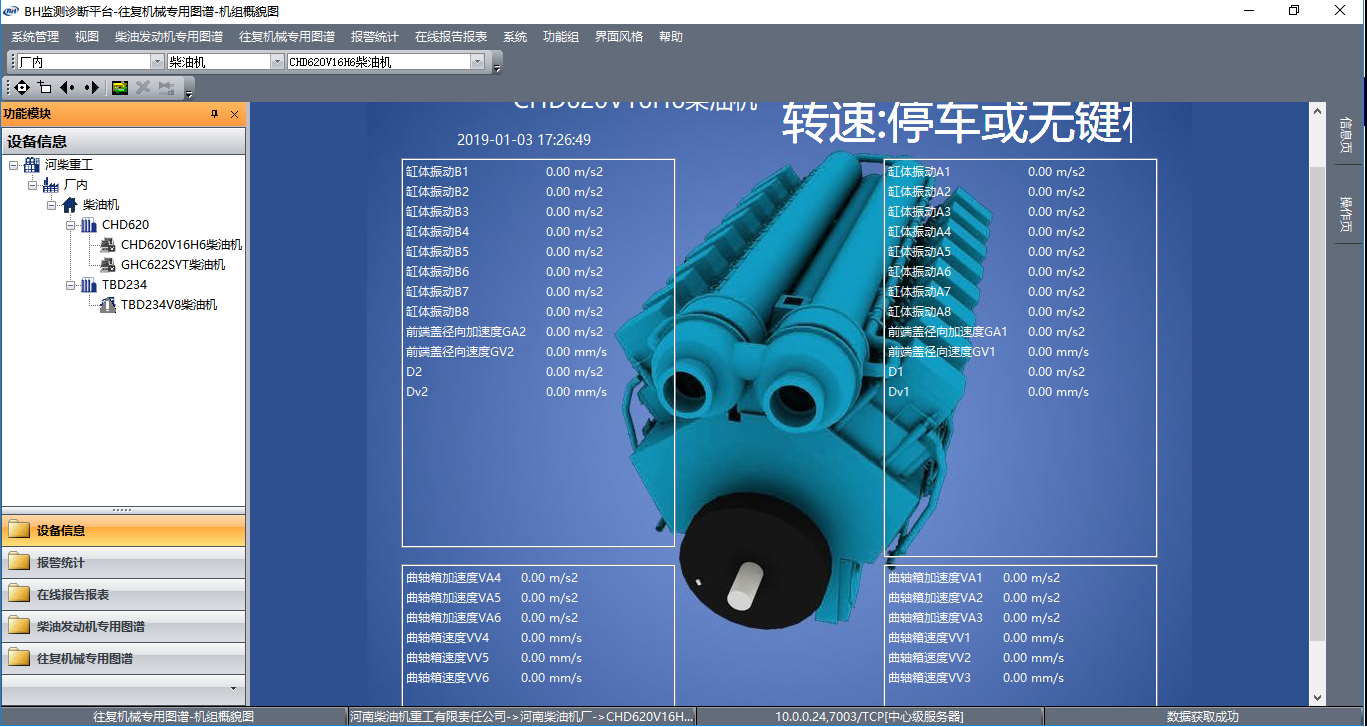 BH监测诊断平台-往复机械专用图谱-机组概貌图
系统管理 视图 柴油发动机专用图谱 往复机械专用图谱 报警统计 在线报告报表 系统 功能组 界面风格 帮助
厂内 柴油机 CHD620V16H6柴油机
功能模块
设备信息
河柴重工
厂内
柴油机
CHD620
CHD620V16H6柴油机
GHC622SYT柴油机
TBD234
TBD234V8柴油机
设备信息
报警统计
在线报告报表
柴油发动机专用图谱
往复机械专用图谱
CHD620V16H6柴油机
转速:停车或无键
2019-01-03 17:26:49
缸体振动B1 0.00 m/s2
缸体振动B2 0.00 m/s2
缸体振动B3 0.00 m/s2
缸体振动B4 0.00 m/s2
缸体振动B5 0.00 m/s2
缸体振动B6 0.00 m/s2
缸体振动B7 0.00 m/s2
缸体振动B8 0.00 m/s2
前端盖径向加速度GA2 0.00 m/s2
前端盖径向速度GV2 0.00 mm/s
D2 0.00 m/s2
Dv2 0.00 mm/s
缸体振动A1 0.00 m/s2
缸体振动A2 0.00 m/s2
缸体振动A3 0.00 m/s2
缸体振动A4 0.00 m/s2
缸体振动A5 0.00 m/s2
缸体振动A6 0.00 m/s2
缸体振动A7 0.00 m/s2
缸体振动A8 0.00 m/s2
前端盖径向加速度GA1 0.00 m/s2
前端盖径向速度GV1 0.00 mm/s
D1 0.00 m/s2
Dv1 0.00 mm/s
曲轴箱加速度VA4 0.00 m/s2
曲轴箱加速度VA5 0.00 m/s2
曲轴箱加速度VA6 0.00 m/s2
曲轴箱速度VV4 0.00 mm/s
曲轴箱速度VV5 0.00 mm/s
曲轴箱速度VV6 0.00 mm/s
曲轴箱加速度VA1 0.00 m/s2
曲轴箱加速度VA2 0.00 m/s2
曲轴箱加速度VA3 0.00 m/s2
曲轴箱速度VV1 0.00 mm/s
曲轴箱速度VV2 0.00 mm/s
曲轴箱速度VV3 0.00 mm/s
信息页
操作页
往复机械专用图谱-机组概貌图 河南柴油机重工有限责任公司->河南柴油机厂->CHD620V16H... 10.0.0.24,7003/TCP[中心级服务器] 数据获取成功